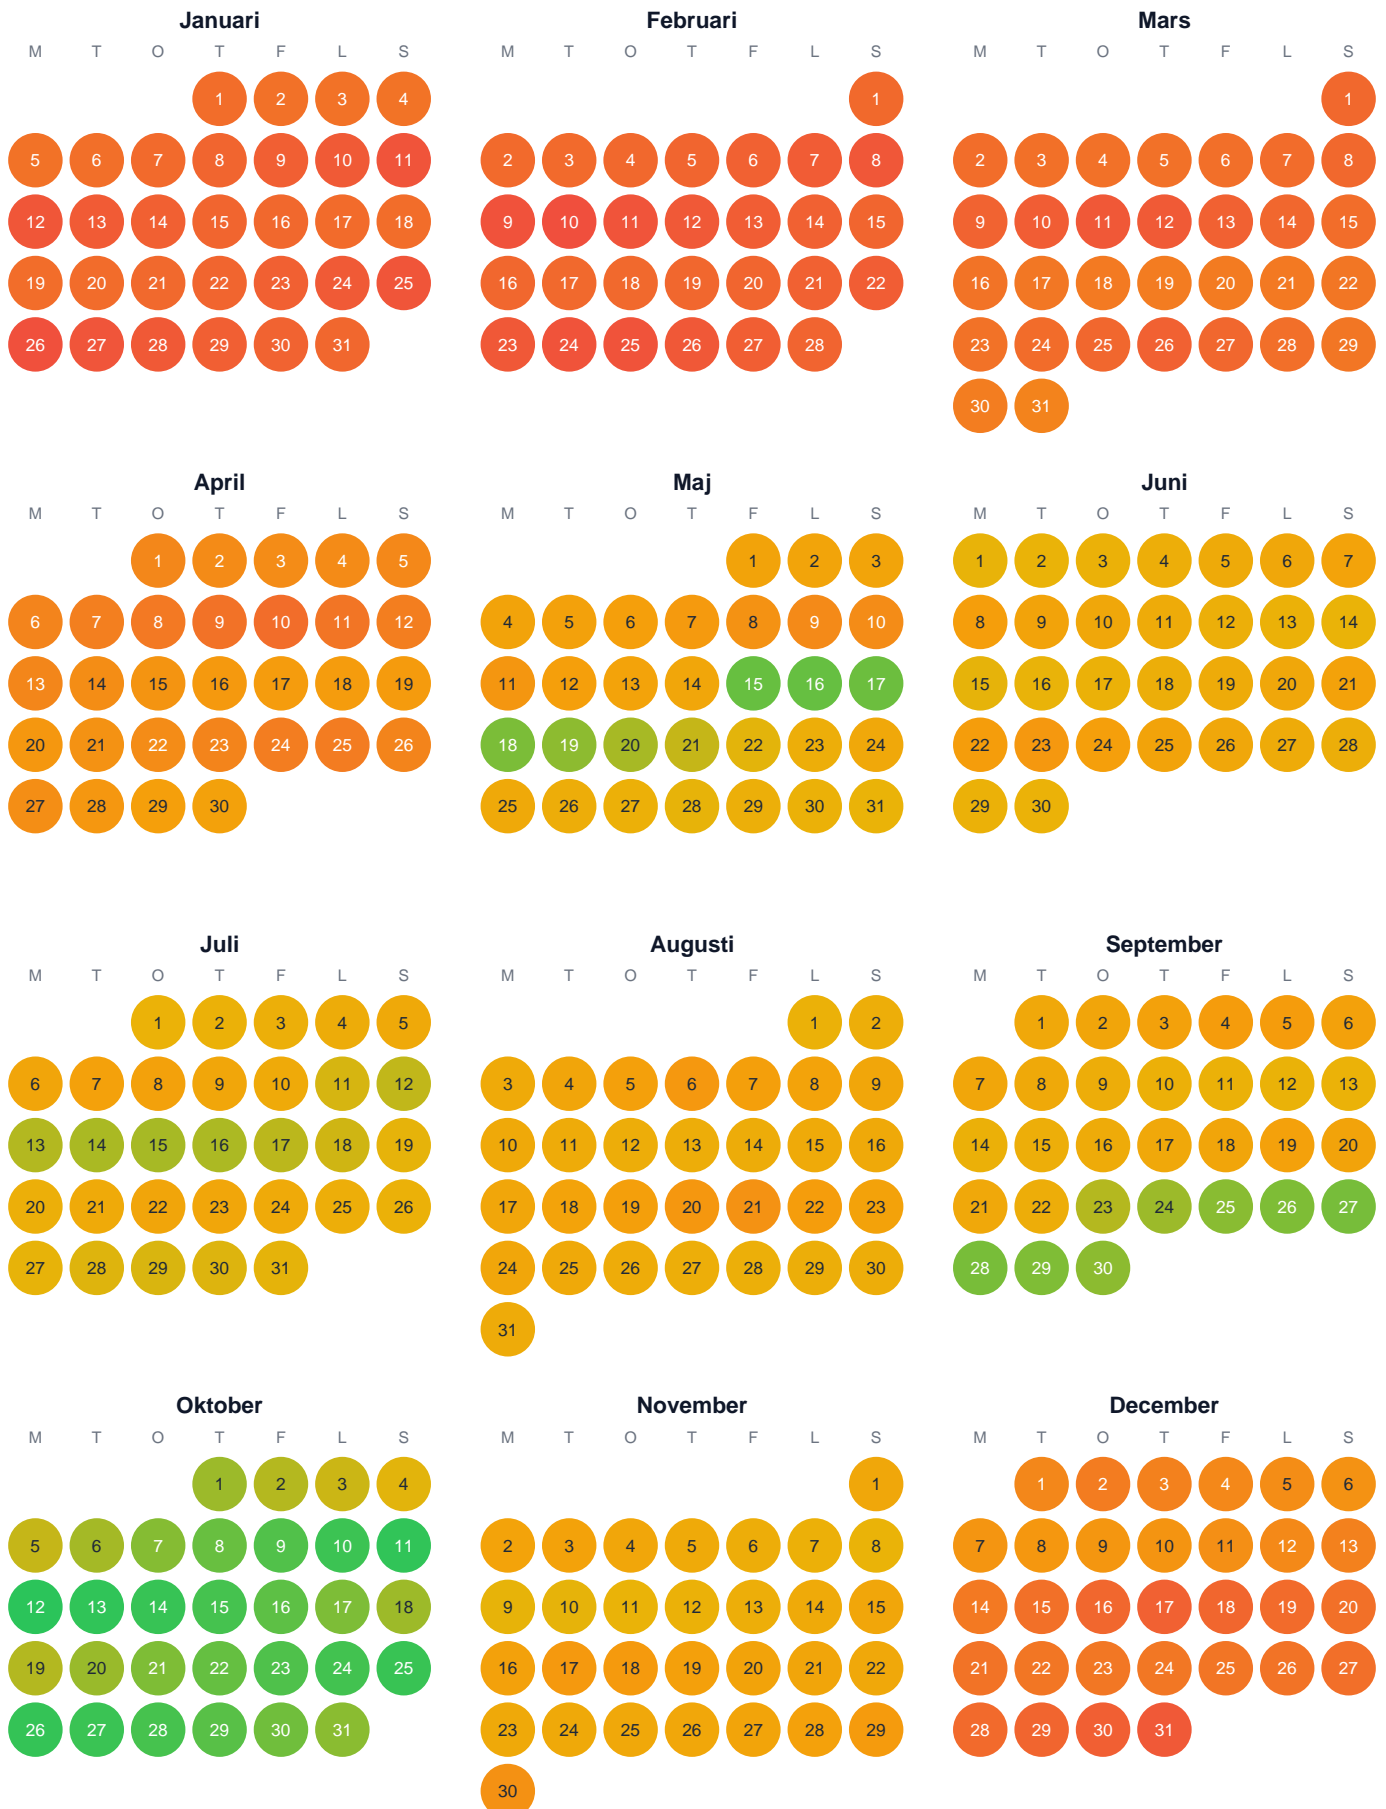 Januari Februari Mars
M T O T F L S M T O T F L S M T O T F L S
1 2 3 4 1 1
5 6 7 8 9 10 11 2 3 4 5 6 7 8 2 3 4 5 6 7 8
12 13 14 15 16 17 18 9 10 11 12 13 14 15 9 10 11 12 13 14 15
19 20 21 22 23 24 25 16 17 18 19 20 21 22 16 17 18 19 20 21 22
26 27 28 29 30 31 23 24 25 26 27 28 23 24 25 26 27 28 29
30 31
April Maj Juni
M T O T F L S M T O T F L S M T O T F L S
1 2 3 4 5 1 2 3 1 2 3 4 5 6 7
6 7 8 9 10 11 12 4 5 6 7 8 9 10 8 9 10 11 12 13 14
13 14 15 16 17 18 19 11 12 13 14 15 16 17 15 16 17 18 19 20 21
20 21 22 23 24 25 26 18 19 20 21 22 23 24 22 23 24 25 26 27 28
27 28 29 30 25 26 27 28 29 30 31 29 30
Juli Augusti September
M T O T F L S M T O T F L S M T O T F L S
1 2 3 4 5 1 2 1 2 3 4 5 6
6 7 8 9 10 11 12 3 4 5 6 7 8 9 7 8 9 10 11 12 13
13 14 15 16 17 18 19 10 11 12 13 14 15 16 14 15 16 17 18 19 20
20 21 22 23 24 25 26 17 18 19 20 21 22 23 21 22 23 24 25 26 27
27 28 29 30 31 24 25 26 27 28 29 30 28 29 30
31
Oktober November December
M T O T F L S M T O T F L S M T O T F L S
1 2 3 4 1 1 2 3 4 5 6
5 6 7 8 9 10 11 2 3 4 5 6 7 8 7 8 9 10 11 12 13
12 13 14 15 16 17 18 9 10 11 12 13 14 15 14 15 16 17 18 19 20
19 20 21 22 23 24 25 16 17 18 19 20 21 22 21 22 23 24 25 26 27
26 27 28 29 30 31 23 24 25 26 27 28 29 28 29 30 31
30